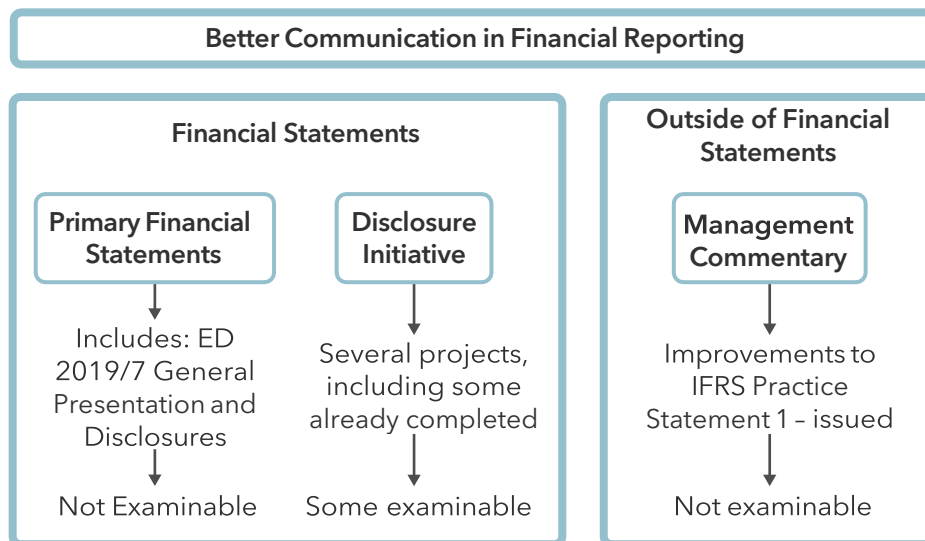 Better Communication in Financial Reporting
Financial Statements
Primary Financial
Statements
Includes: ED
2019/7 General
Presentation and
Disclosures
Not Examinable
Disclosure
Initiative
Several projects,
including some
already completed
Some examinable
Outside of Financial
Statements
Management
Commentary
Improvements to
IFRS Practice
Statement 1 – issued
Not examinable